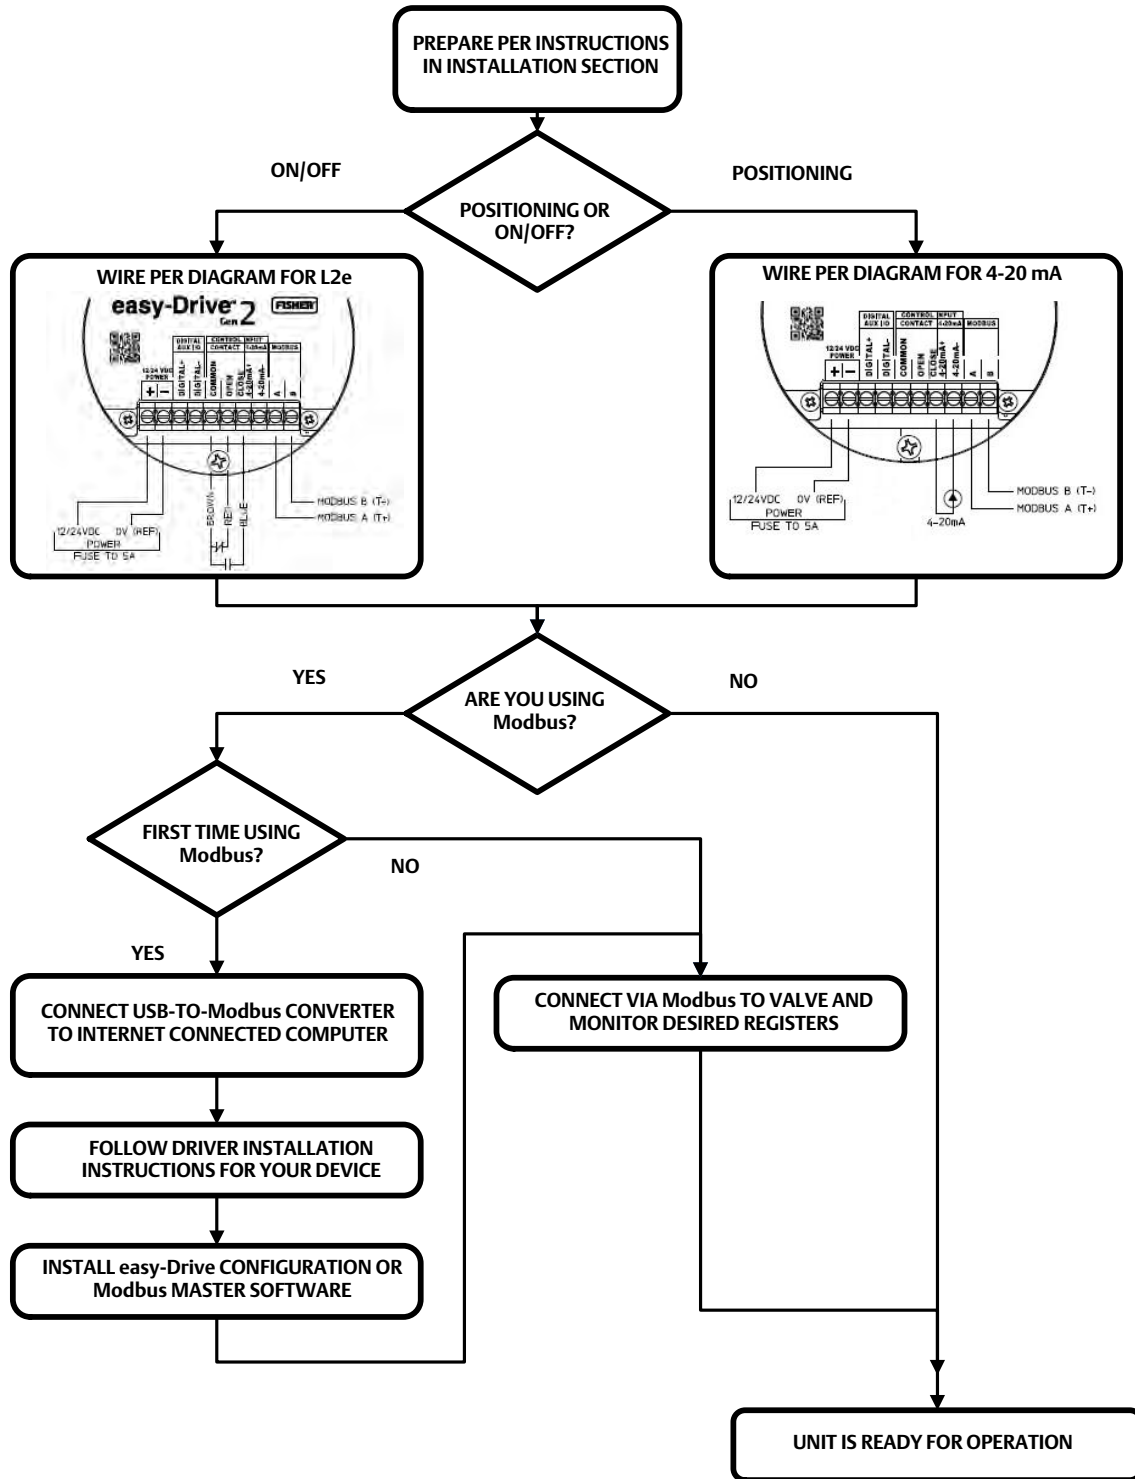 PREPARE PER INSTRUCTIONS
IN INSTALLATION SECTION
ON/OFF
POSITIONING
POSITIONING OR
ON/OFF?
WIRE PER DIAGRAM FOR L2e
easy-Drive™
Gen 2
FISHER
DIGITAL
AUX I/O
CONTROL INPUT
CONTACT
4-20mA
MODBUS
12/24 VDC
POWER
+
−
DIGITAL+
DIGITAL-
COMMON
OPEN
CLOSE
4-20mA+
4-20mA-
A
B
BROWN
RED
BLUE
MODBUS B (T-)
MODBUS A (T+)
12/24VDC 0V (REF)
POWER
FUSE TO 5A
WIRE PER DIAGRAM FOR 4-20 mA
DIGITAL
AUX I/O
CONTROL INPUT
CONTACT
4-20mA
MODBUS
12/24 VDC
POWER
+
−
DIGITAL+
DIGITAL-
COMMON
OPEN
CLOSE
4-20mA+
4-20mA-
A
B
MODBUS B (T-)
MODBUS A (T+)
12/24VDC 0V (REF)
POWER
FUSE TO 5A
4-20mA
YES
NO
ARE YOU USING
Modbus?
FIRST TIME USING
Modbus?
NO
YES
CONNECT USB-TO-Modbus CONVERTER
TO INTERNET CONNECTED COMPUTER
CONNECT VIA Modbus TO VALVE AND
MONITOR DESIRED REGISTERS
FOLLOW DRIVER INSTALLATION
INSTRUCTIONS FOR YOUR DEVICE
INSTALL easy-Drive CONFIGURATION OR
Modbus MASTER SOFTWARE
UNIT IS READY FOR OPERATION